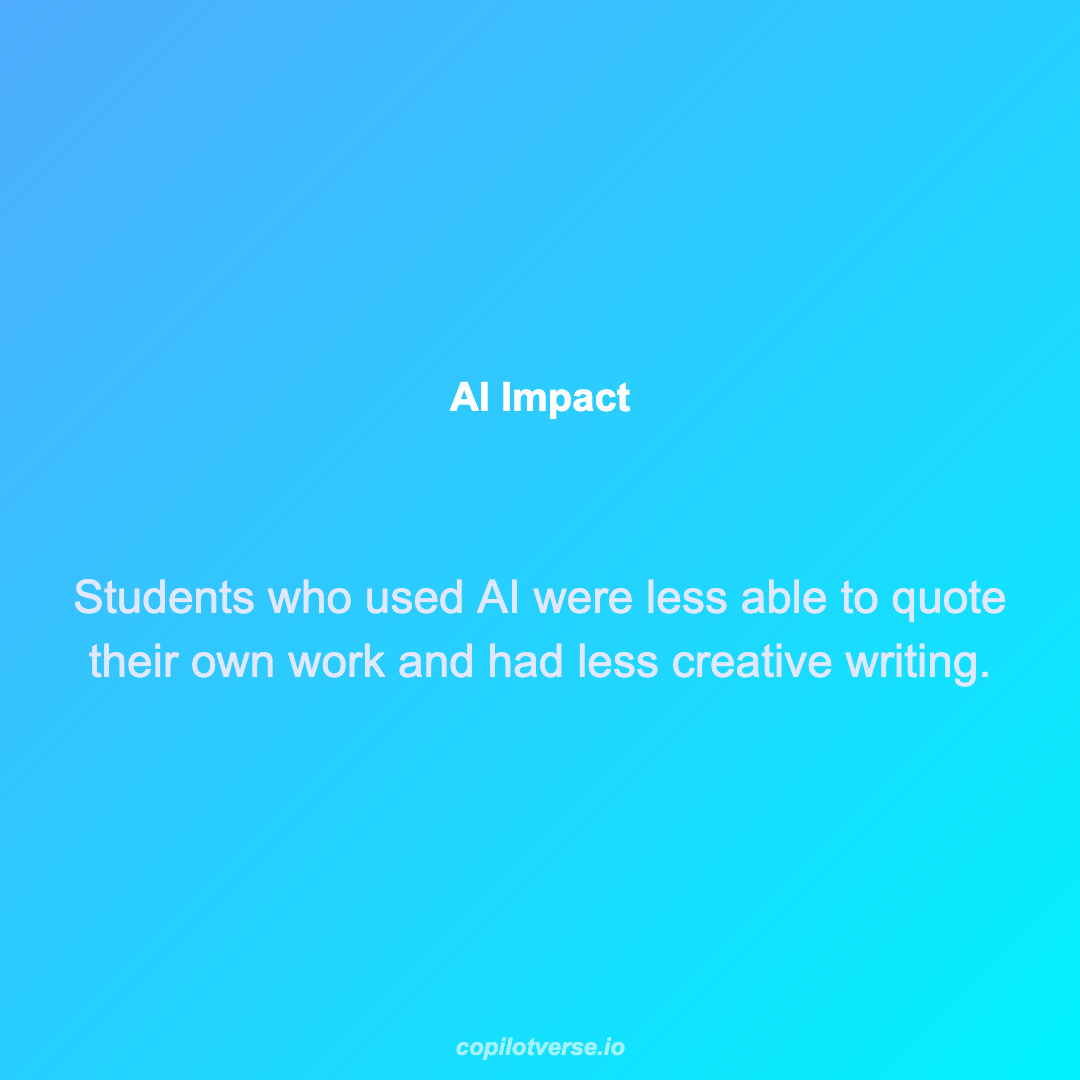 AI Impact
Students who used AI were less able to quote
their own work and had less creative writing.
copilotverse.io